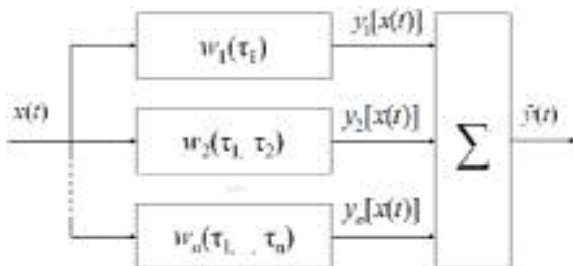 w₁(τ₁)
y₁[x(t)]
x(t)
w₂(τ₁, τ₂)
y₂[x(t)]
∑
ỹ(t)
...
wₙ(τ₁, ., τₙ)
yₙ[x(t)]